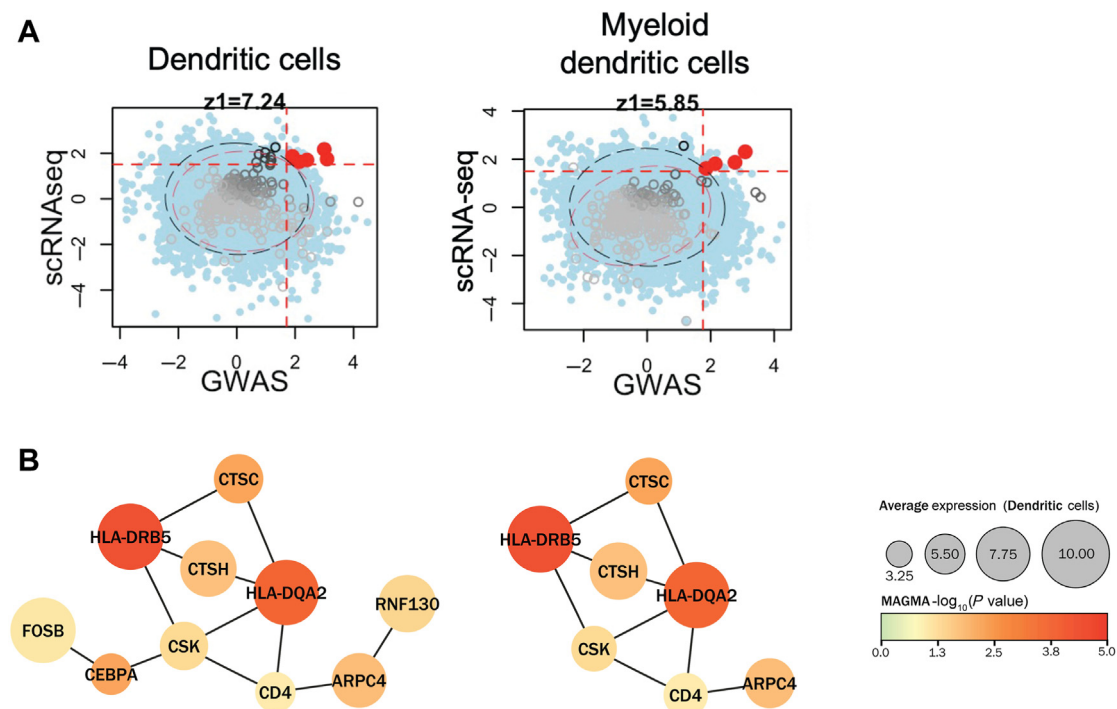 A
Dendritic cells
z1=7.24
scRNAseq
2
0
−2
−4
−4
−2
0
2
4
GWAS
Myeloid
dendritic cells
z1=5.85
scRNA-seq
4
2
0
−2
−4
−2
0
2
4
GWAS
B
CTSC
HLA-DRB5
CTSH
HLA-DQA2
RNF130
FOSB
CSK
CEBPA
CD4
ARPC4
CTSC
HLA-DRB5
CTSH
HLA-DQA2
CSK
CD4
ARPC4
Average expression (Dendritic cells)
3.25
5.50
7.75
10.00
MAGMA -log10(P value)
0.0 1.3 2.5 3.8 5.0